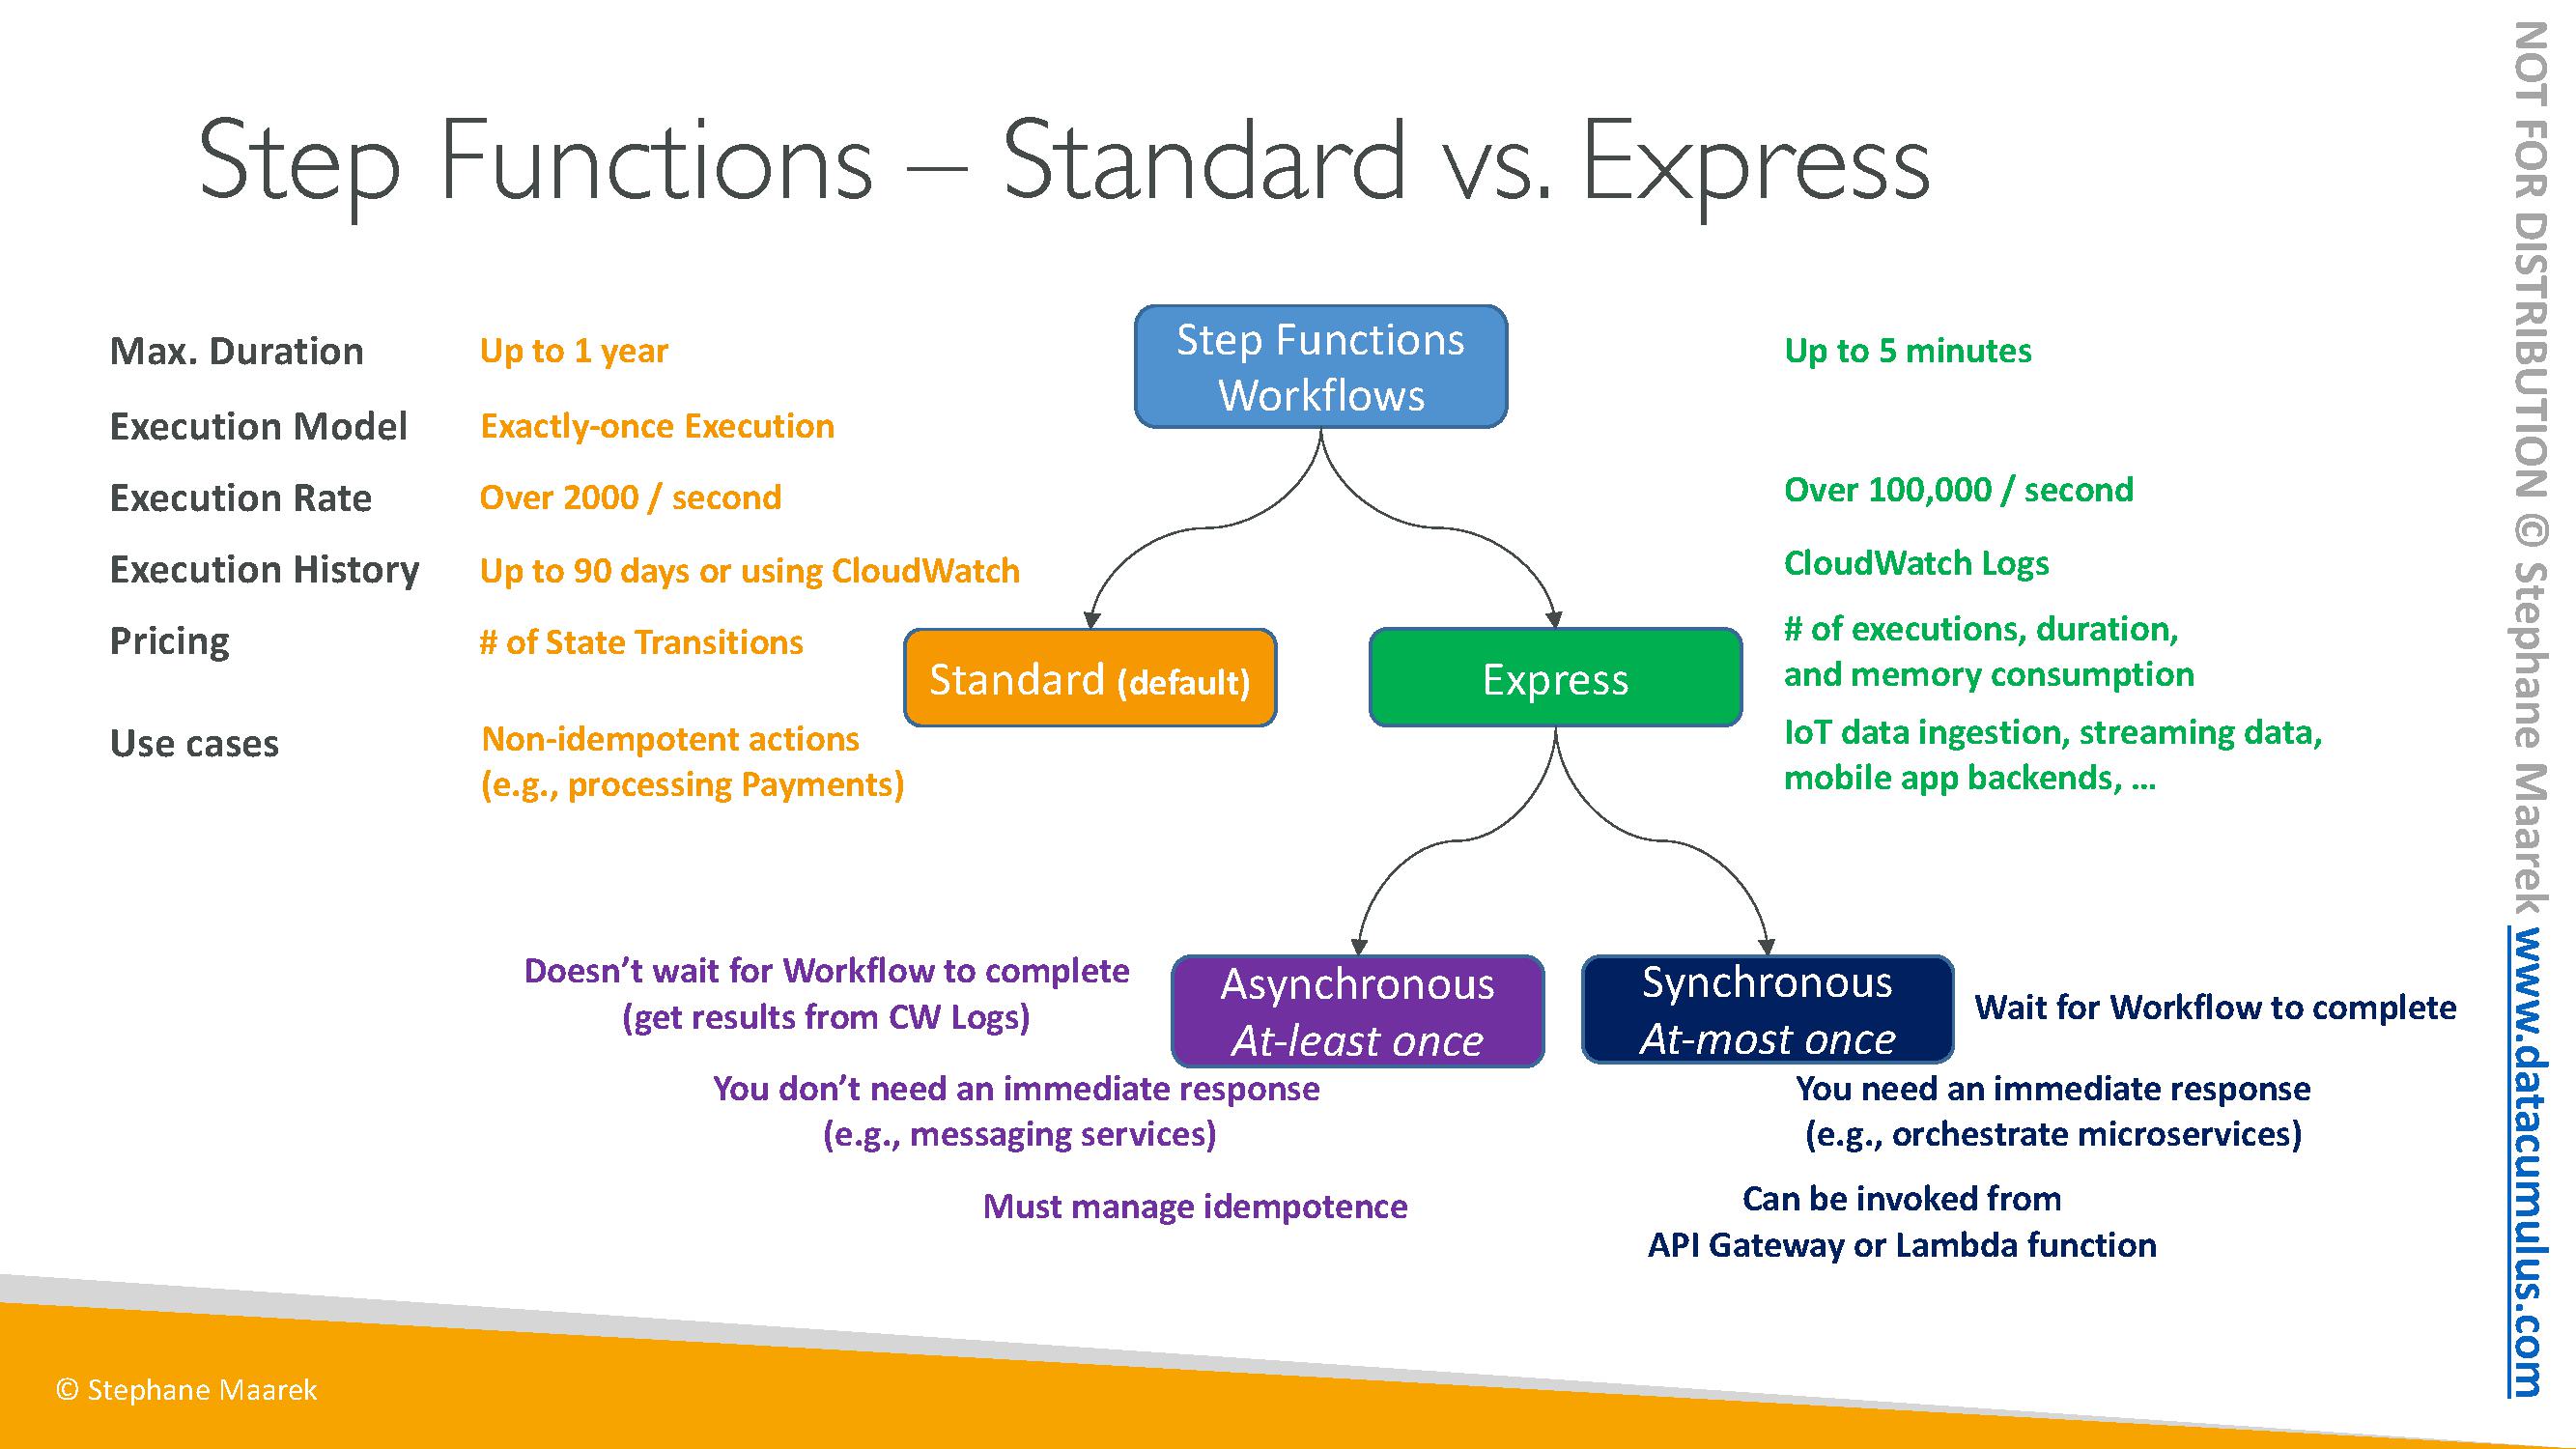 Step Functions – Standard vs. Express
Max. Duration
Up to 1 year
Execution Model
Exactly-once Execution
Execution Rate
Over 2000 / second
Execution History
Up to 90 days or using CloudWatch
Pricing
# of State Transitions
Use cases
Non-idempotent actions
(e.g., processing Payments)
Step Functions
Workflows
Standard (default)
Express
Up to 5 minutes
Over 100,000 / second
CloudWatch Logs
# of executions, duration,
and memory consumption
IoT data ingestion, streaming data,
mobile app backends, …
Doesn’t wait for Workflow to complete
(get results from CW Logs)
Asynchronous
At-least once
You don’t need an immediate response
(e.g., messaging services)
Must manage idempotence
Synchronous
At-most once
Wait for Workflow to complete
You need an immediate response
(e.g., orchestrate microservices)
Can be invoked from
API Gateway or Lambda function
© Stephane Maarek
NOT FOR DISTRIBUTION © Stephane Maarek www.datacumulus.com